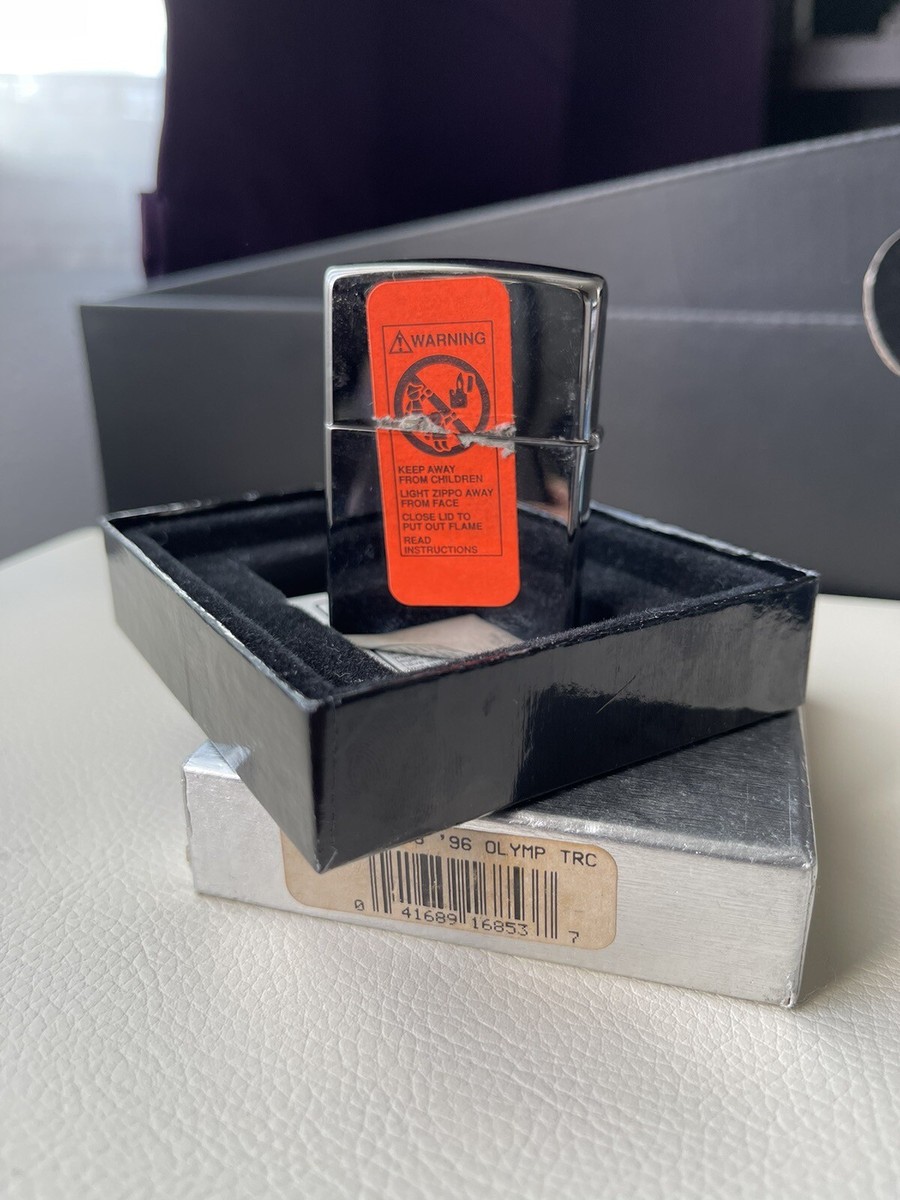 WARNING
KEEP AWAY
FROM CHILDREN
LIGHT ZIPPO AWAY
FROM FACE
CLOSE LID TO
PUT OUT FLAME
READ
INSTRUCTIONS
'96 OLYMP TRC
0 41689 16853 7